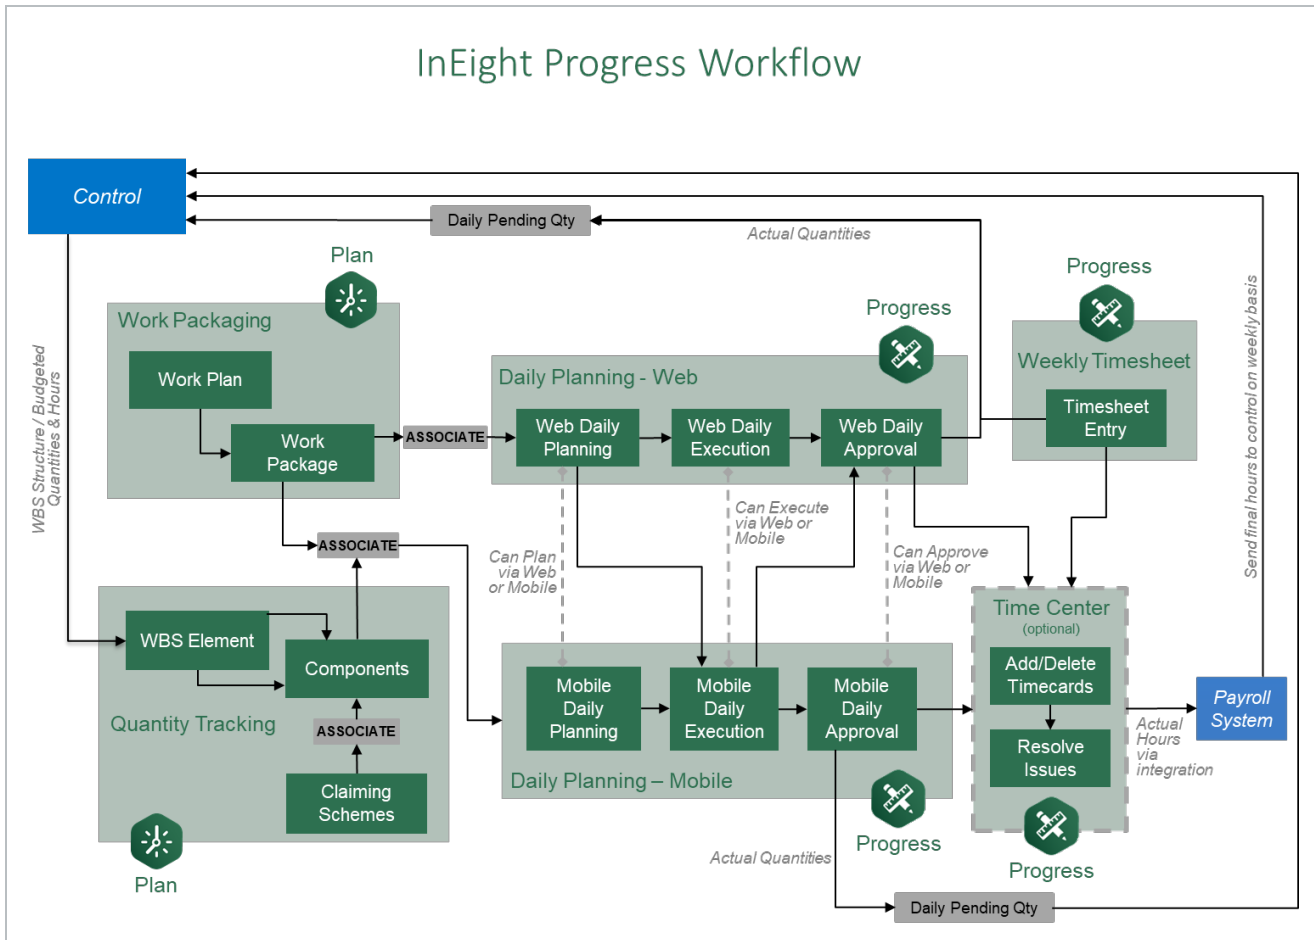 InEight Progress Workflow
Control
Daily Pending Qty
Actual Quantities
Plan
Progress
Progress
Work Packaging
Work Plan
Work
Package
ASSOCIATE
WBS Structure / Budgeted
Quantities & Hours
Daily Planning - Web
Web Daily
Planning
Web Daily
Execution
Web Daily
Approval
Weekly Timesheet
Timesheet
Entry
Send final hours to control on weekly basis
Can Plan
via Web
or Mobile
Can Execute
via Web or
Mobile
Can Approve
via Web or
Mobile
ASSOCIATE
WBS Element
Components
Quantity Tracking
ASSOCIATE
Claiming
Schemes
Plan
Mobile
Daily
Planning
Mobile
Daily
Execution
Mobile
Daily
Approval
Daily Planning – Mobile
Progress
Time Center
(optional)
Add/Delete
Timecards
Resolve
Issues
Progress
Actual
Hours
via
integration
Payroll
System
Actual Quantities
Daily Pending Qty